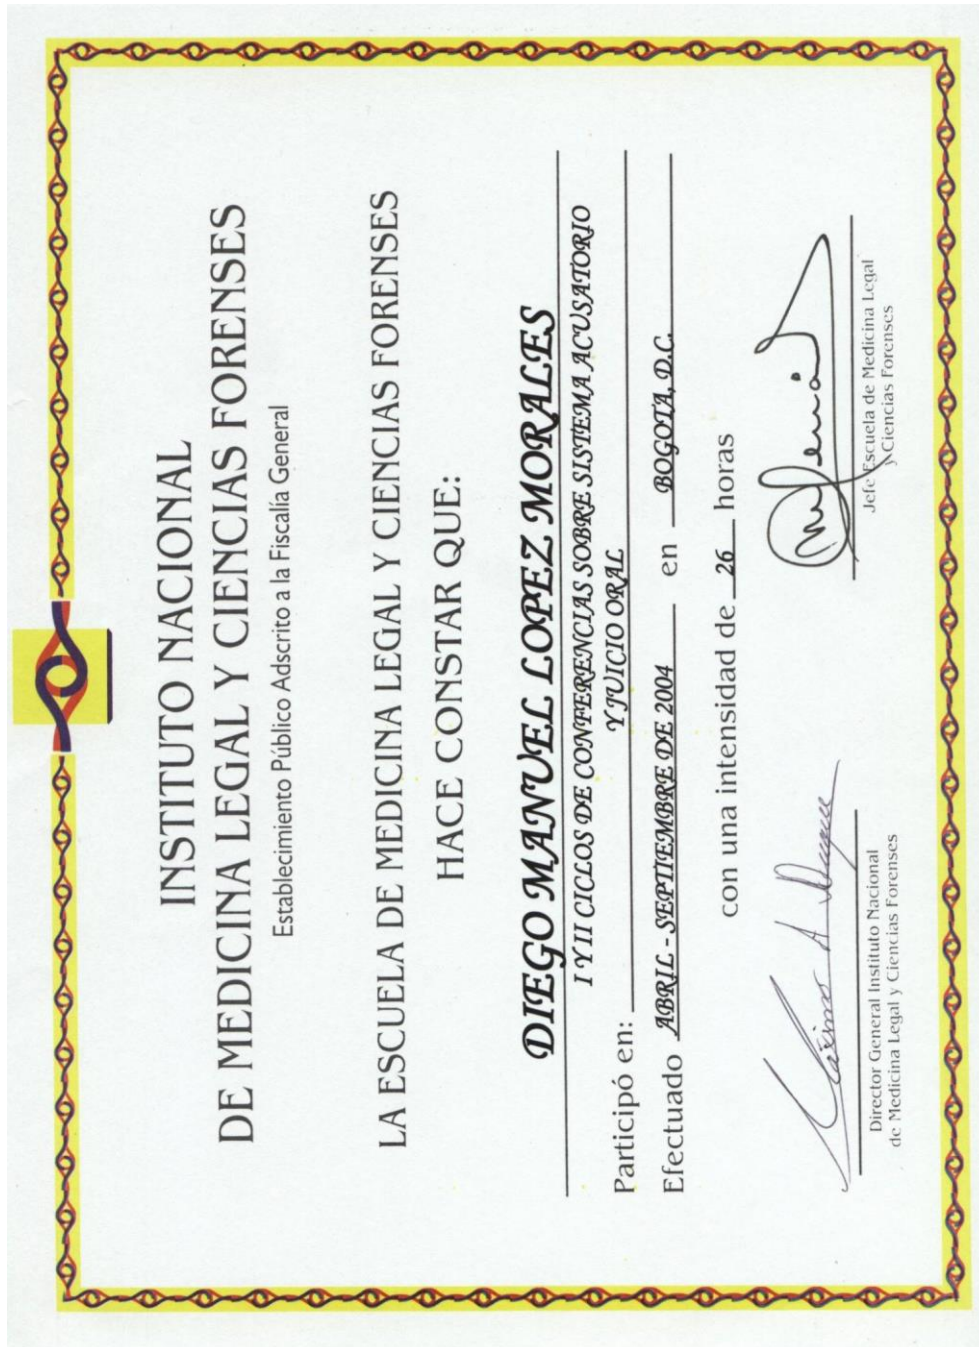 INSTITUTO NACIONAL
DE MEDICINA LEGAL Y CIENCIAS FORENSES
Establecimiento Público Adscrito a la Fiscalía General
LA ESCUELA DE MEDICINA LEGAL Y CIENCIAS FORENSES
HACE CONSTAR QUE:
DIEGO MANUEL LOPEZ MORALES
I Y II CICLOS DE CONFERENCIAS SOBRE SISTEMA ACUSATORIO
Participó en: Y JUICIO ORAL
Efectuado ABRIL - SEPTIEMBRE DE 2004 en BOGOTA, D.C.
con una intensidad de 26 horas
Director General Instituto Nacional
de Medicina Legal y Ciencias Forenses
Jefe Escuela de Medicina Legal
y Ciencias Forenses